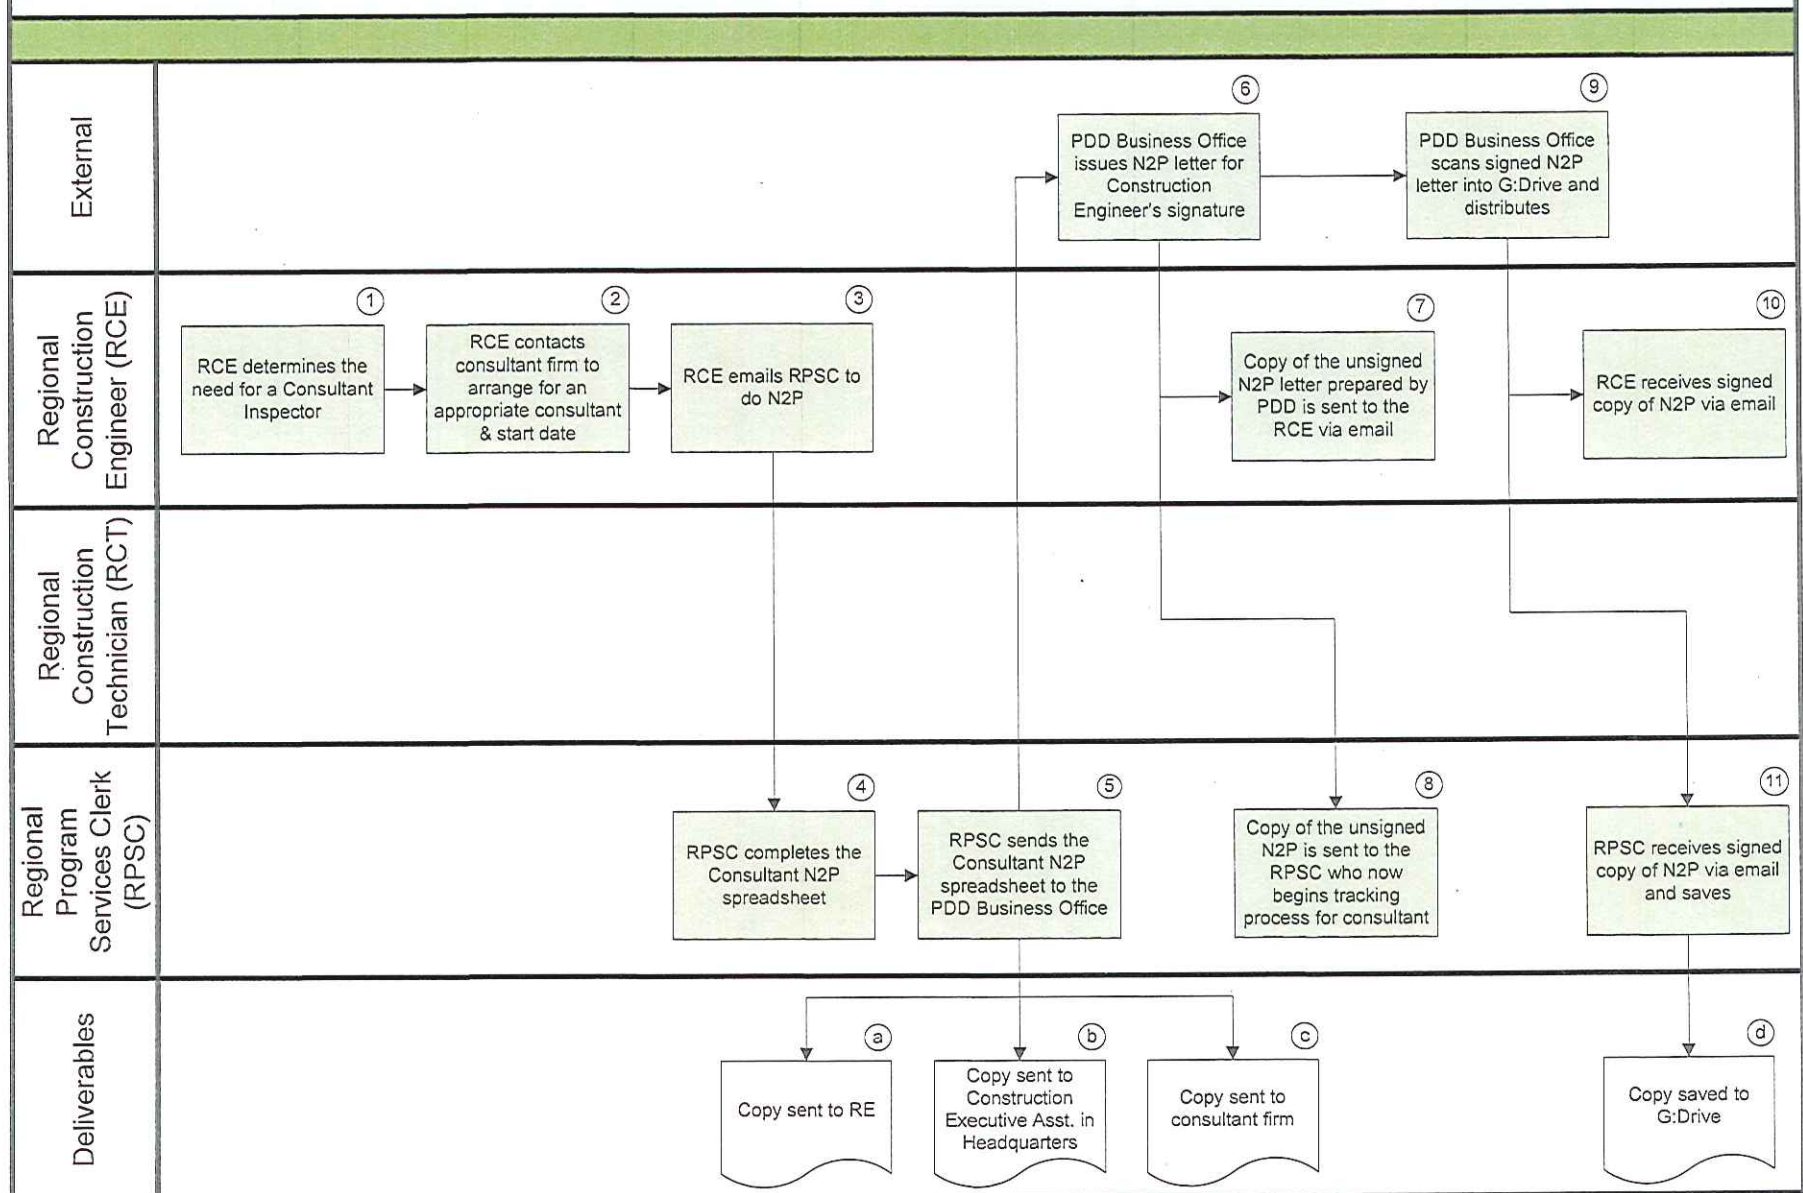 External
6
PDD Business Office
issues N2P letter for
Construction
Engineer's signature
9
PDD Business Office
scans signed N2P
letter into G:Drive and
distributes
Regional
Construction
Engineer (RCE)
1
RCE determines the
need for a Consultant
Inspector
2
RCE contacts
consultant firm to
arrange for an
appropriate consultant
& start date
3
RCE emails RPSC to
do N2P
7
Copy of the unsigned
N2P letter prepared by
PDD is sent to the
RCE via email
10
RCE receives signed
copy of N2P via email
Regional
Construction
Technician (RCT)
Regional
Program
Services Clerk
(RPSC)
4
RPSC completes the
Consultant N2P
spreadsheet
5
RPSC sends the
Consultant N2P
spreadsheet to the
PDD Business Office
8
Copy of the unsigned
N2P is sent to the
RPSC who now
begins tracking
process for consultant
11
RPSC receives signed
copy of N2P via email
and saves
Deliverables
a
Copy sent to RE
b
Copy sent to
Construction
Executive Asst. in
Headquarters
c
Copy sent to
consultant firm
d
Copy saved to
G:Drive